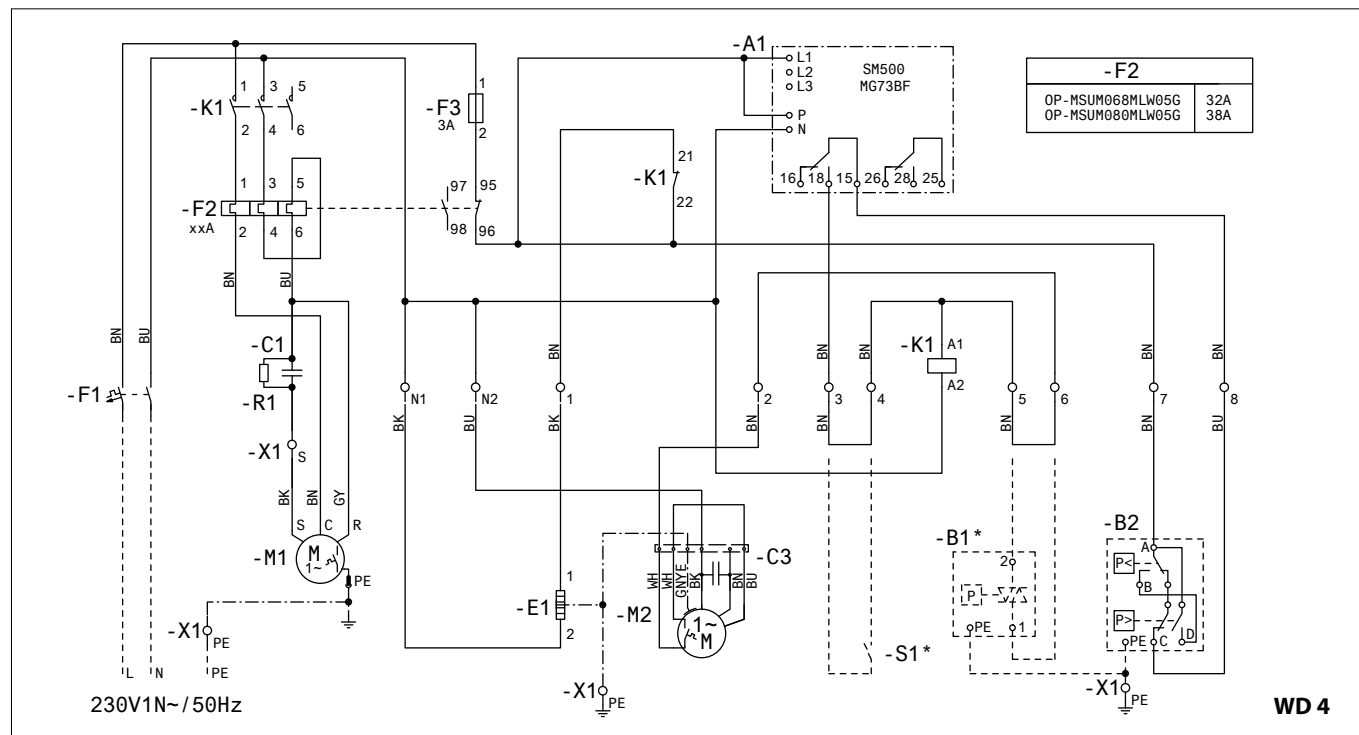 -A1
L1
L2
L3
SM500
MG73BF
P
N
16 18 15 26 28 25
-F2
OP-MSUM068MLW05G 32A
OP-MSUM080MLW05G 38A
-K1
1 3 5
2 4 6
-F3
3A
1
2
-K1
21
22
-F2
xxA
1 3 5
2 4 6
97 95
98 96
BN BU
BN BU
-F1
-C1
-R1
-X1 S
BK BN GY
S C R
-M1
M
1~
PE
-X1
PE
L N PE
230V1N~/50Hz
N1
BK
N2
BU
BN
1
BK
-E1
1
2
-X1
PE
-M2
1~
M
WH WH GNYE BK BN BU
-C3
2
BN
BN
3
BN
BN
4
-S1*
-K1
A1
A2
BN
5
BN
6
-B1*
2
P
PE
1
BN
7
BN
BN
8
BU
-B2
A
P<
B
P>
PE
C
D
-X1
PE
WD 4